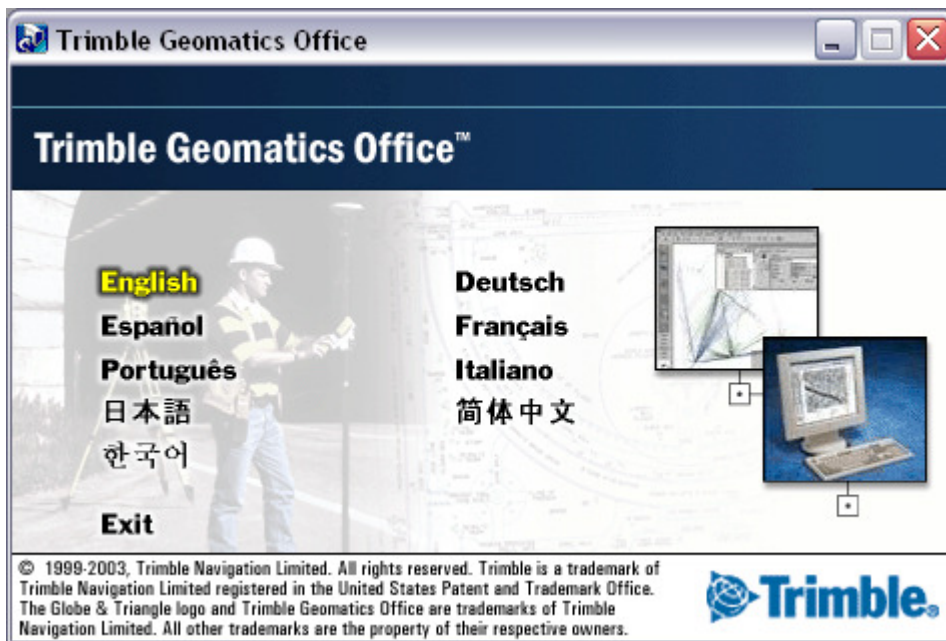 Trimble Geomatics Office
Trimble Geomatics Office™
English
Español
Português
日本語
한국어
Exit
Deutsch
Français
Italiano
简体中文
© 1999-2003, Trimble Navigation Limited. All rights reserved. Trimble is a trademark of
Trimble Navigation Limited registered in the United States Patent and Trademark Office.
The Globe & Triangle logo and Trimble Geomatics Office are trademarks of Trimble
Navigation Limited. All other trademarks are the property of their respective owners.
Trimble®